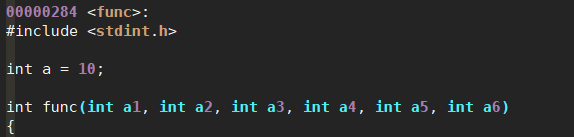 00000284 <func>:
#include <stdint.h>
int a = 10;
int func(int a1, int a2, int a3, int a4, int a5, int a6)
{